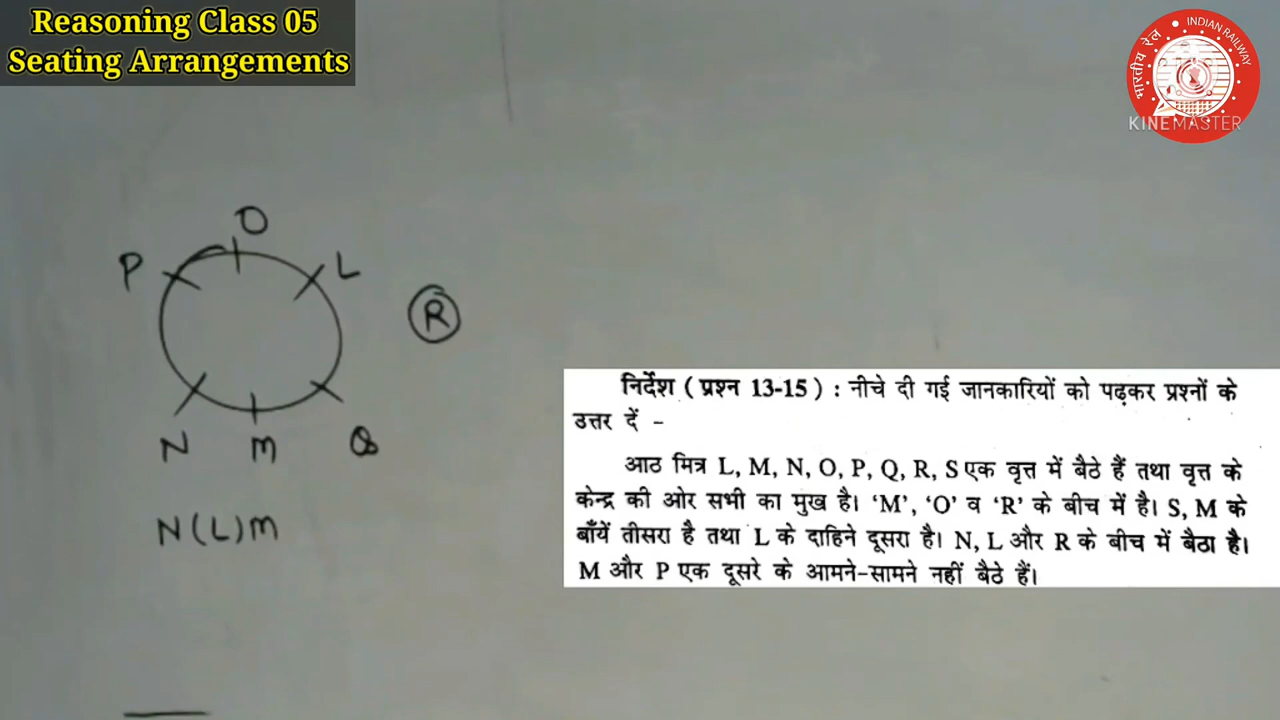 Reasoning Class 05
Seating Arrangements
भारतीय रेल • INDIAN RAILWAY
KINEMASTER
O
P
L
R
N
M
Q
N(L)M
निर्देश ( प्रश्न 13-15 ) : नीचे दी गई जानकारियों को पढ़कर प्रश्नों के
उत्तर दें -
आठ मित्र L, M, N, O, P, Q, R, S एक वृत्त में बैठे हैं तथा वृत्त के
केन्द्र की ओर सभी का मुख है। ‘M’, ‘O’ व ‘R’ के बीच में है। S, M के
बाँयें तीसरा है तथा L के दाहिने दूसरा है। N, L और R के बीच में बैठा है।
M और P एक दूसरे के आमने-सामने नहीं बैठे हैं।